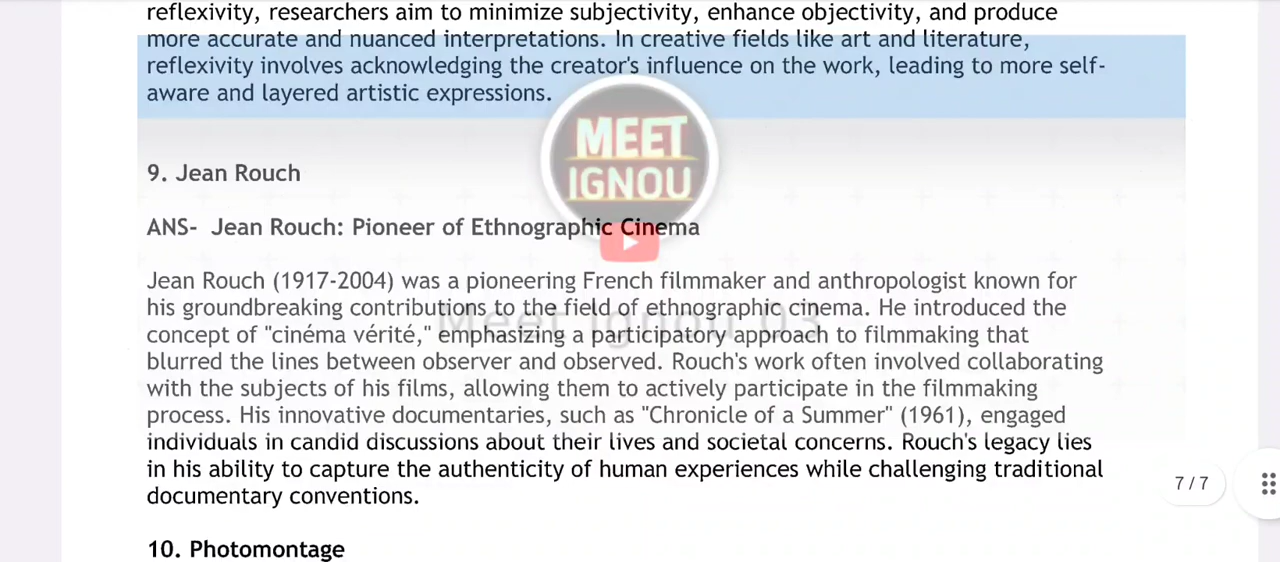 reflexivity, researchers aim to minimize subjectivity, enhance objectivity, and produce
more accurate and nuanced interpretations. In creative fields like art and literature,
reflexivity involves acknowledging the creator's influence on the work, leading to more self-
aware and layered artistic expressions.
MEET
IGNOU
9. Jean Rouch
ANS- Jean Rouch: Pioneer of Ethnographic Cinema
Jean Rouch (1917-2004) was a pioneering French filmmaker and anthropologist known for
his groundbreaking contributions to the field of ethnographic cinema. He introduced the
Meet Ignou 03
concept of "cinéma vérité," emphasizing a participatory approach to filmmaking that
blurred the lines between observer and observed. Rouch's work often involved collaborating
with the subjects of his films, allowing them to actively participate in the filmmaking
process. His innovative documentaries, such as "Chronicle of a Summer" (1961), engaged
individuals in candid discussions about their lives and societal concerns. Rouch's legacy lies
in his ability to capture the authenticity of human experiences while challenging traditional
documentary conventions.
7 / 7
10. Photomontage